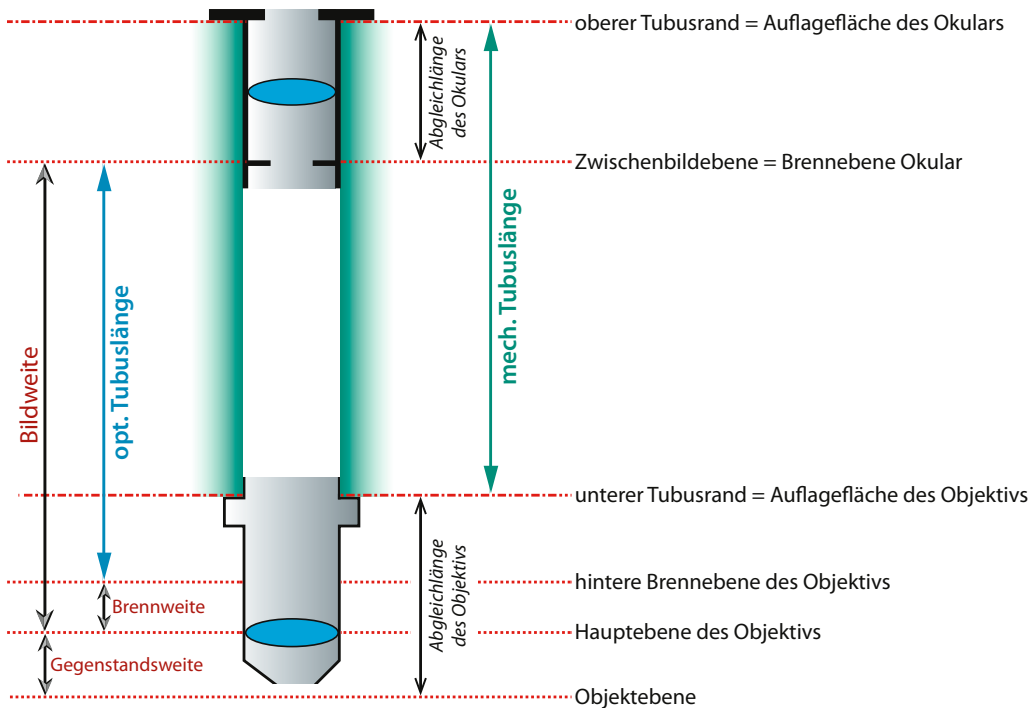 oberer Tubusrand = Auflagefläche des Okulars
Abgleichlänge
des Okulars
Zwischenbildebene = Brennebene Okular
mech. Tubuslänge
opt. Tubuslänge
Bildweite
unterer Tubusrand = Auflagefläche des Objektivs
Abgleichlänge
des Objektivs
hintere Brennebene des Objektivs
Brennweite
Hauptebene des Objektivs
Gegenstandsweite
Objektebene